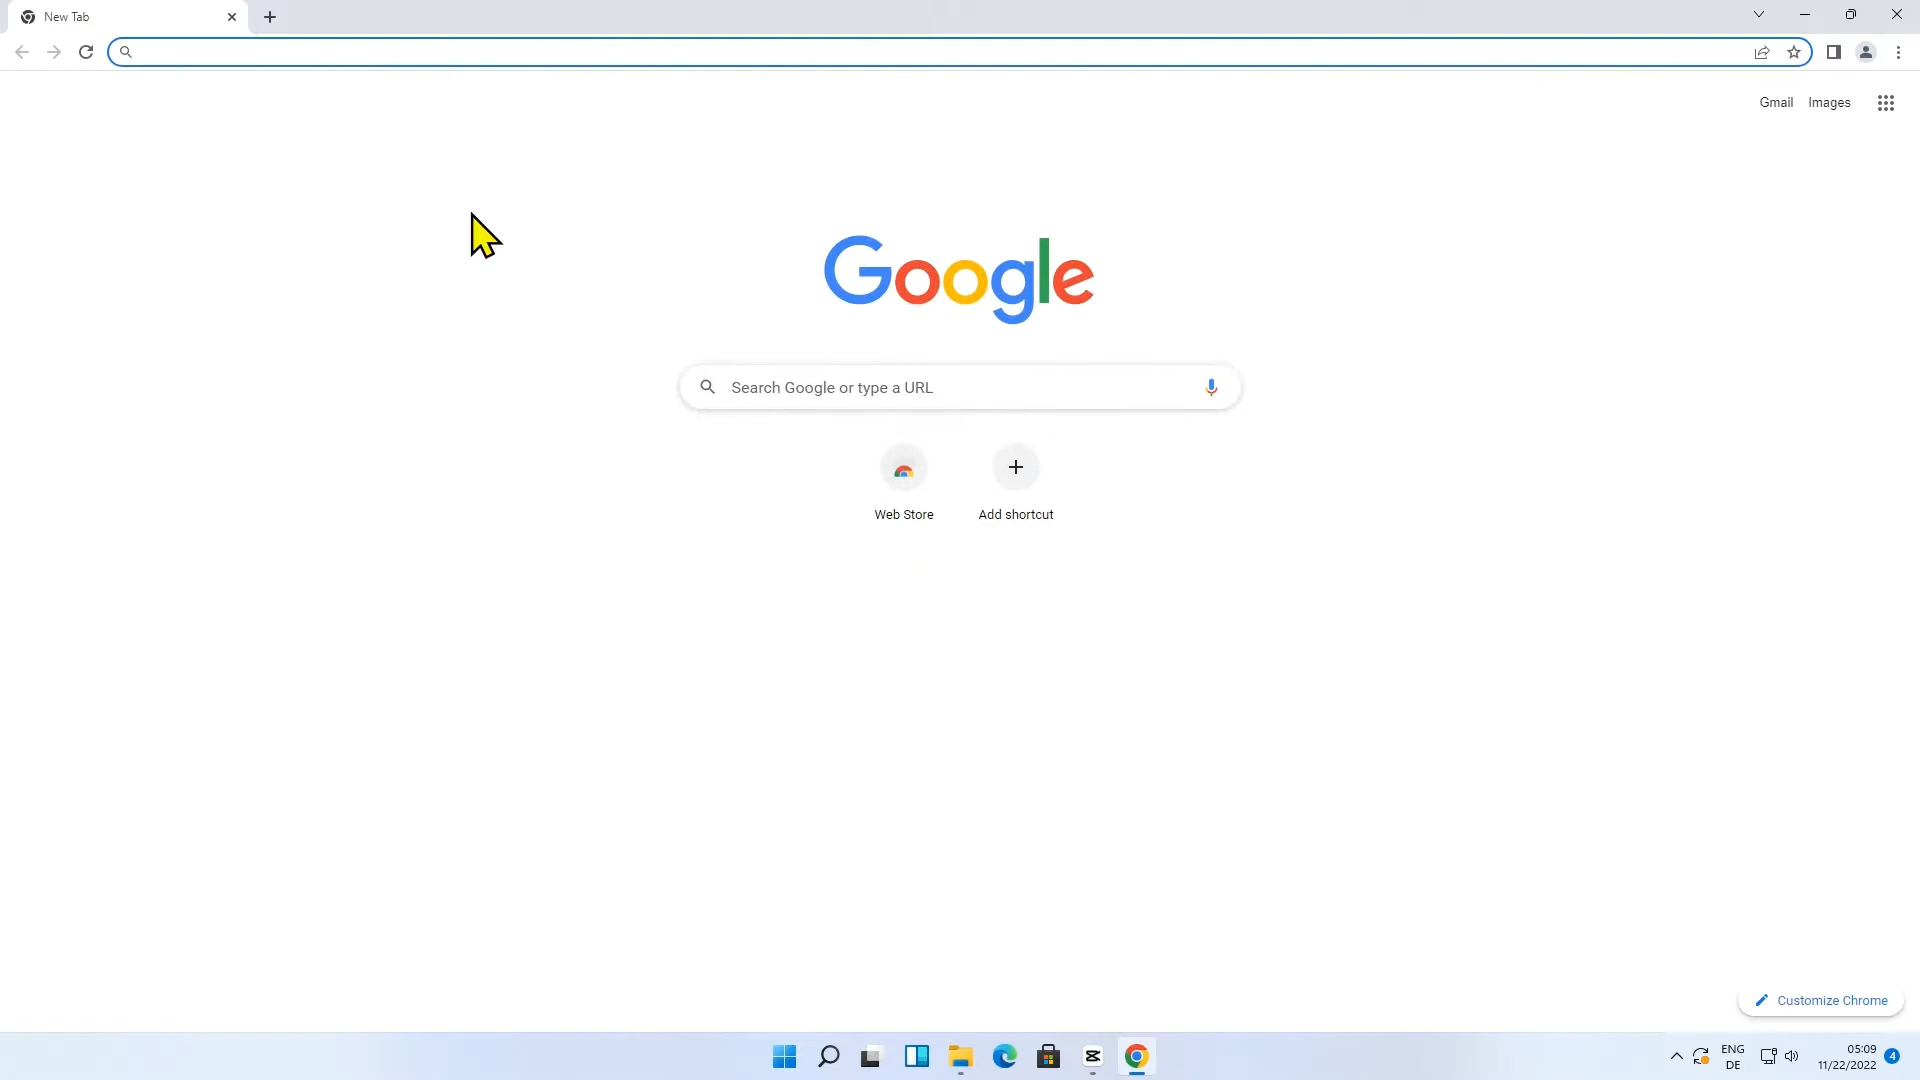 New Tab
Gmail Images
Google
Search Google or type a URL
Web Store
Add shortcut
Customize Chrome
ENG
DE
05:09
11/22/2022
4